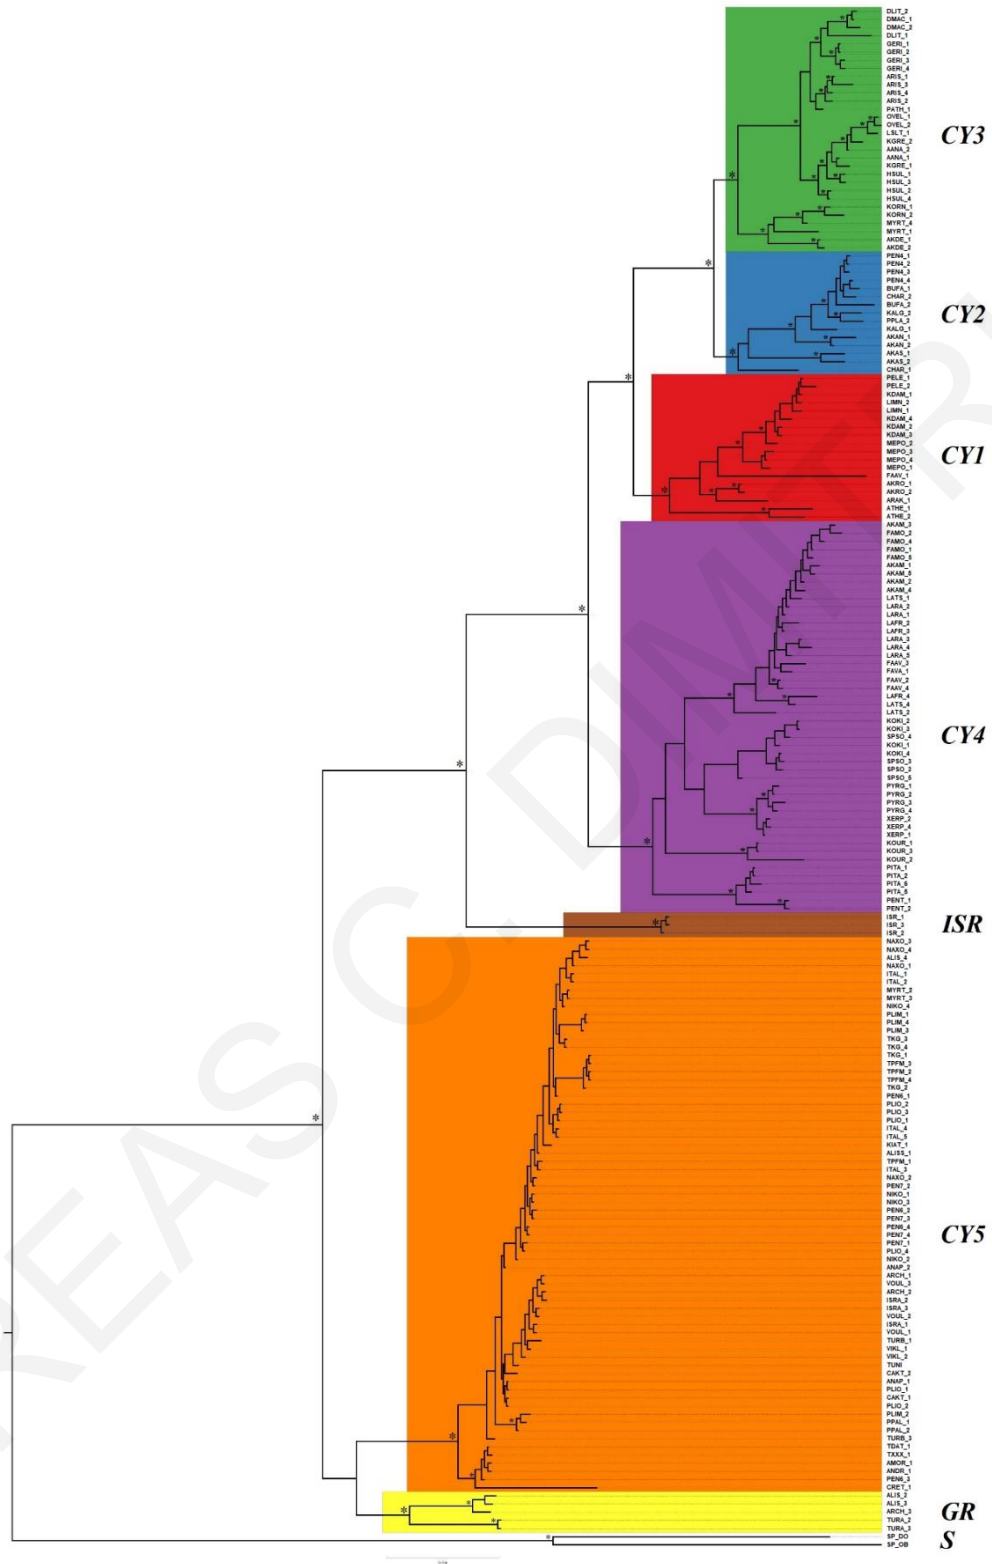 DLIT_2
DMAC_1
DMAC_2
DLIT_1
GERI_1
GERI_2
GERI_3
GERI_4
ARIS_1
ARIS_3
ARIS_4
ARIS_2
PATH_1
OVEL_1
OVEL_2
LSLT_1
KGRE_2
AANA_2
AANA_1
KGRE_1
HSUL_1
HSUL_3
HSUL_2
HSUL_4
KORN_1
KORN_2
MYRT_4
MYRT_1
AKDE_1
AKDE_2
CY3
PEN4_1
PEN4_2
PEN4_3
PEN4_4
BUFA_1
CHAR_2
BUFA_2
KALG_2
PPLA_2
KALG_1
AKAN_1
AKAN_2
AKAS_1
AKAS_2
CHAR_1
CY2
PELE_1
PELE_2
KDAM_1
LIMN_2
LIMN_1
KDAM_4
KDAM_2
KDAM_3
MEPO_2
MEPO_3
MEPO_4
MEPO_1
FAAV_1
AKRO_1
AKRO_2
ARAK_1
ATHE_1
ATHE_2
CY1
AKAM_3
FAMO_2
FAMO_4
FAMO_1
FAMO_5
AKAM_1
AKAM_5
AKAM_2
AKAM_4
LATS_1
LARA_2
LARA_1
LAFR_2
LAFR_3
LARA_3
LARA_4
LARA_5
FAAV_3
FAVA_1
FAAV_2
FAAV_4
LAFR_4
LATS_4
LATS_2
KOKI_2
KOKI_3
SPSO_4
KOKI_1
KOKI_4
SPSO_3
SPSO_2
SPSO_5
PYRG_1
PYRG_2
PYRG_3
PYRG_4
XERP_2
XERP_4
XERP_1
KOUR_1
KOUR_3
KOUR_2
PITA_1
PITA_2
PITA_6
PITA_5
PENT_1
PENT_2
CY4
ISR_1
ISR_3
ISR_2
ISR
NAXO_3
NAXO_4
ALIS_4
NAXO_1
ITAL_1
ITAL_2
MYRT_2
MYRT_3
NIKO_4
PLIM_1
PLIM_4
PLIM_3
TKG_3
TKG_4
TKG_1
TPFM_3
TPFM_2
TPFM_4
TKG_2
PEN6_1
PLIO_2
PLIO_3
PLIO_1
ITAL_4
ITAL_5
KIAT_1
ALISS_1
TPFM_1
ITAL_3
NAXO_2
PEN7_2
NIKO_1
NIKO_3
PEN6_2
PEN7_3
PEN6_4
PEN7_4
PEN7_1
PLIO_4
NIKO_2
ANAP_2
ARCH_1
VOUL_3
ARCH_2
ISRA_2
ISRA_3
VOUL_2
ISRA_1
VOUL_1
TURB_1
VIKL_1
VIKL_2
TUNI
CAKT_2
ANAP_1
PLIO_1
CAKT_1
PLIO_2
PLIM_2
PPAL_1
PPAL_2
TURB_3
TDAT_1
TXXX_1
AMOR_1
ANDR_1
PEN6_3
CRET_1
CY5
ALIS_2
ALIS_3
ARCH_3
TURA_2
TURA_3
GR
SP_DO
SP_OB
S
REAS C. DIMITR